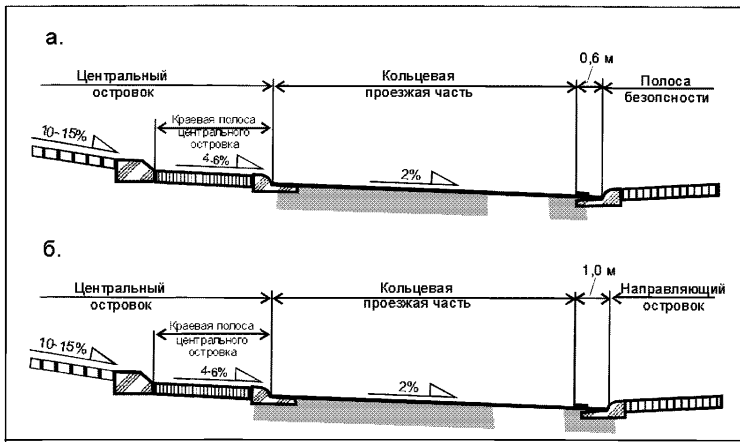 а.
0,6 м
Центральный
островок
Кольцевая
проезжая часть
Полоса
безопсности
Краевая полоса
центрального
островка
10-15%
4-6%
2%
б.
1,0 м
Центральный
островок
Кольцевая
проезжая часть
Направляющий
островок
Краевая полоса
центрального
островка
10-15%
4-6%
2%